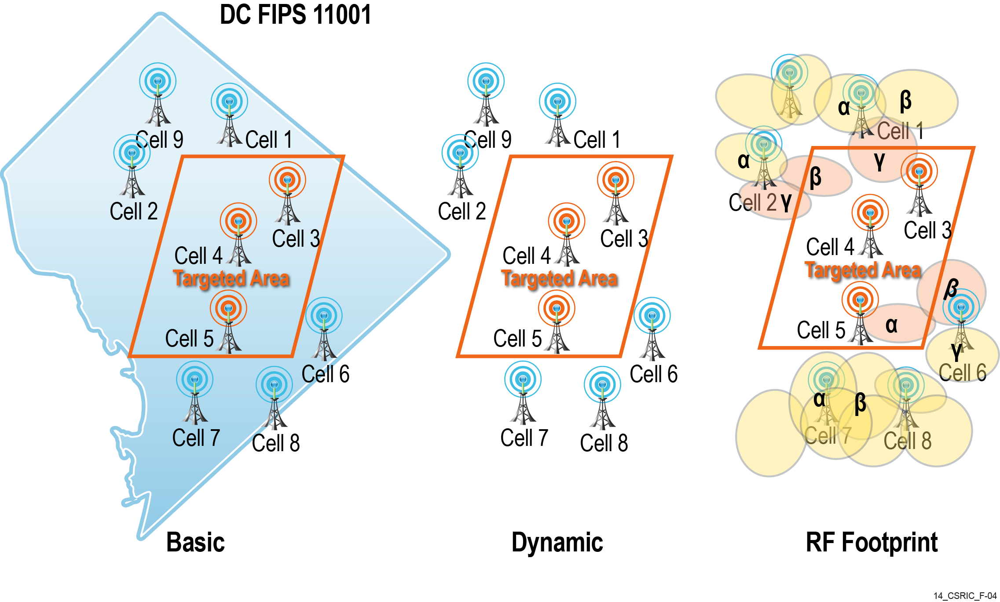 DC FIPS 11001
Cell 9
Cell 1
Cell 2
Cell 3
Cell 4
Targeted Area
Cell 5
Cell 6
Cell 7
Cell 8
Basic
Cell 9
Cell 1
Cell 2
Cell 3
Cell 4
Targeted Area
Cell 5
Cell 6
Cell 7
Cell 8
Dynamic
α
β
Cell 1
γ
α
β
Cell 2
γ
Cell 3
Cell 4
Targeted Area
β
Cell 5
α
γ
Cell 6
α
β
Cell 7
Cell 8
RF Footprint
14_CSRIC_F-04